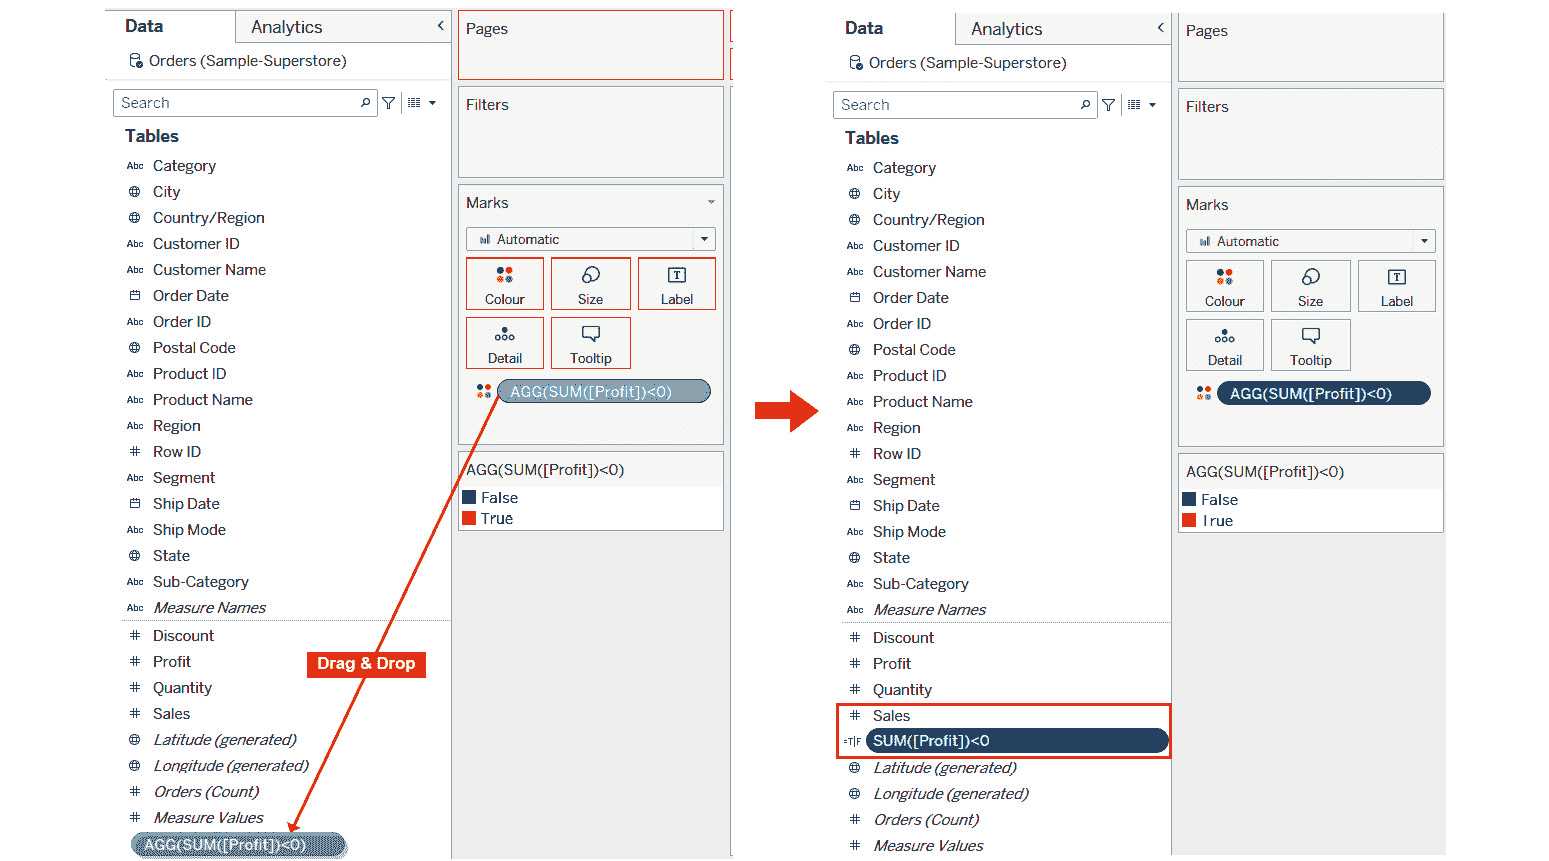 Data
Analytics
Orders (Sample-Superstore)
Search
Tables
Abc Category
City
Country/Region
Abc Customer ID
Abc Customer Name
Order Date
Abc Order ID
Postal Code
Abc Product ID
Abc Product Name
Abc Region
# Row ID
Abc Segment
Ship Date
Abc Ship Mode
State
Abc Sub-Category
Abc Measure Names
# Discount
# Profit
# Quantity
# Sales
Latitude (generated)
Longitude (generated)
# Orders (Count)
# Measure Values
AGG(SUM([Profit])<0)
Drag & Drop
Pages
Filters
Marks
Automatic
Colour
Size
T
Label
Detail
Tooltip
AGG(SUM([Profit])<0)
AGG(SUM([Profit])<0)
False
True
Data
Analytics
Orders (Sample-Superstore)
Search
Tables
Abc Category
City
Country/Region
Abc Customer ID
Abc Customer Name
Order Date
Abc Order ID
Postal Code
Abc Product ID
Abc Product Name
Abc Region
# Row ID
Abc Segment
Ship Date
Abc Ship Mode
State
Abc Sub-Category
Abc Measure Names
# Discount
# Profit
# Quantity
# Sales
=T|F SUM([Profit])<0
Latitude (generated)
Longitude (generated)
# Orders (Count)
# Measure Values
Pages
Filters
Marks
Automatic
Colour
Size
T
Label
Detail
Tooltip
AGG(SUM([Profit])<0)
AGG(SUM([Profit])<0)
False
True